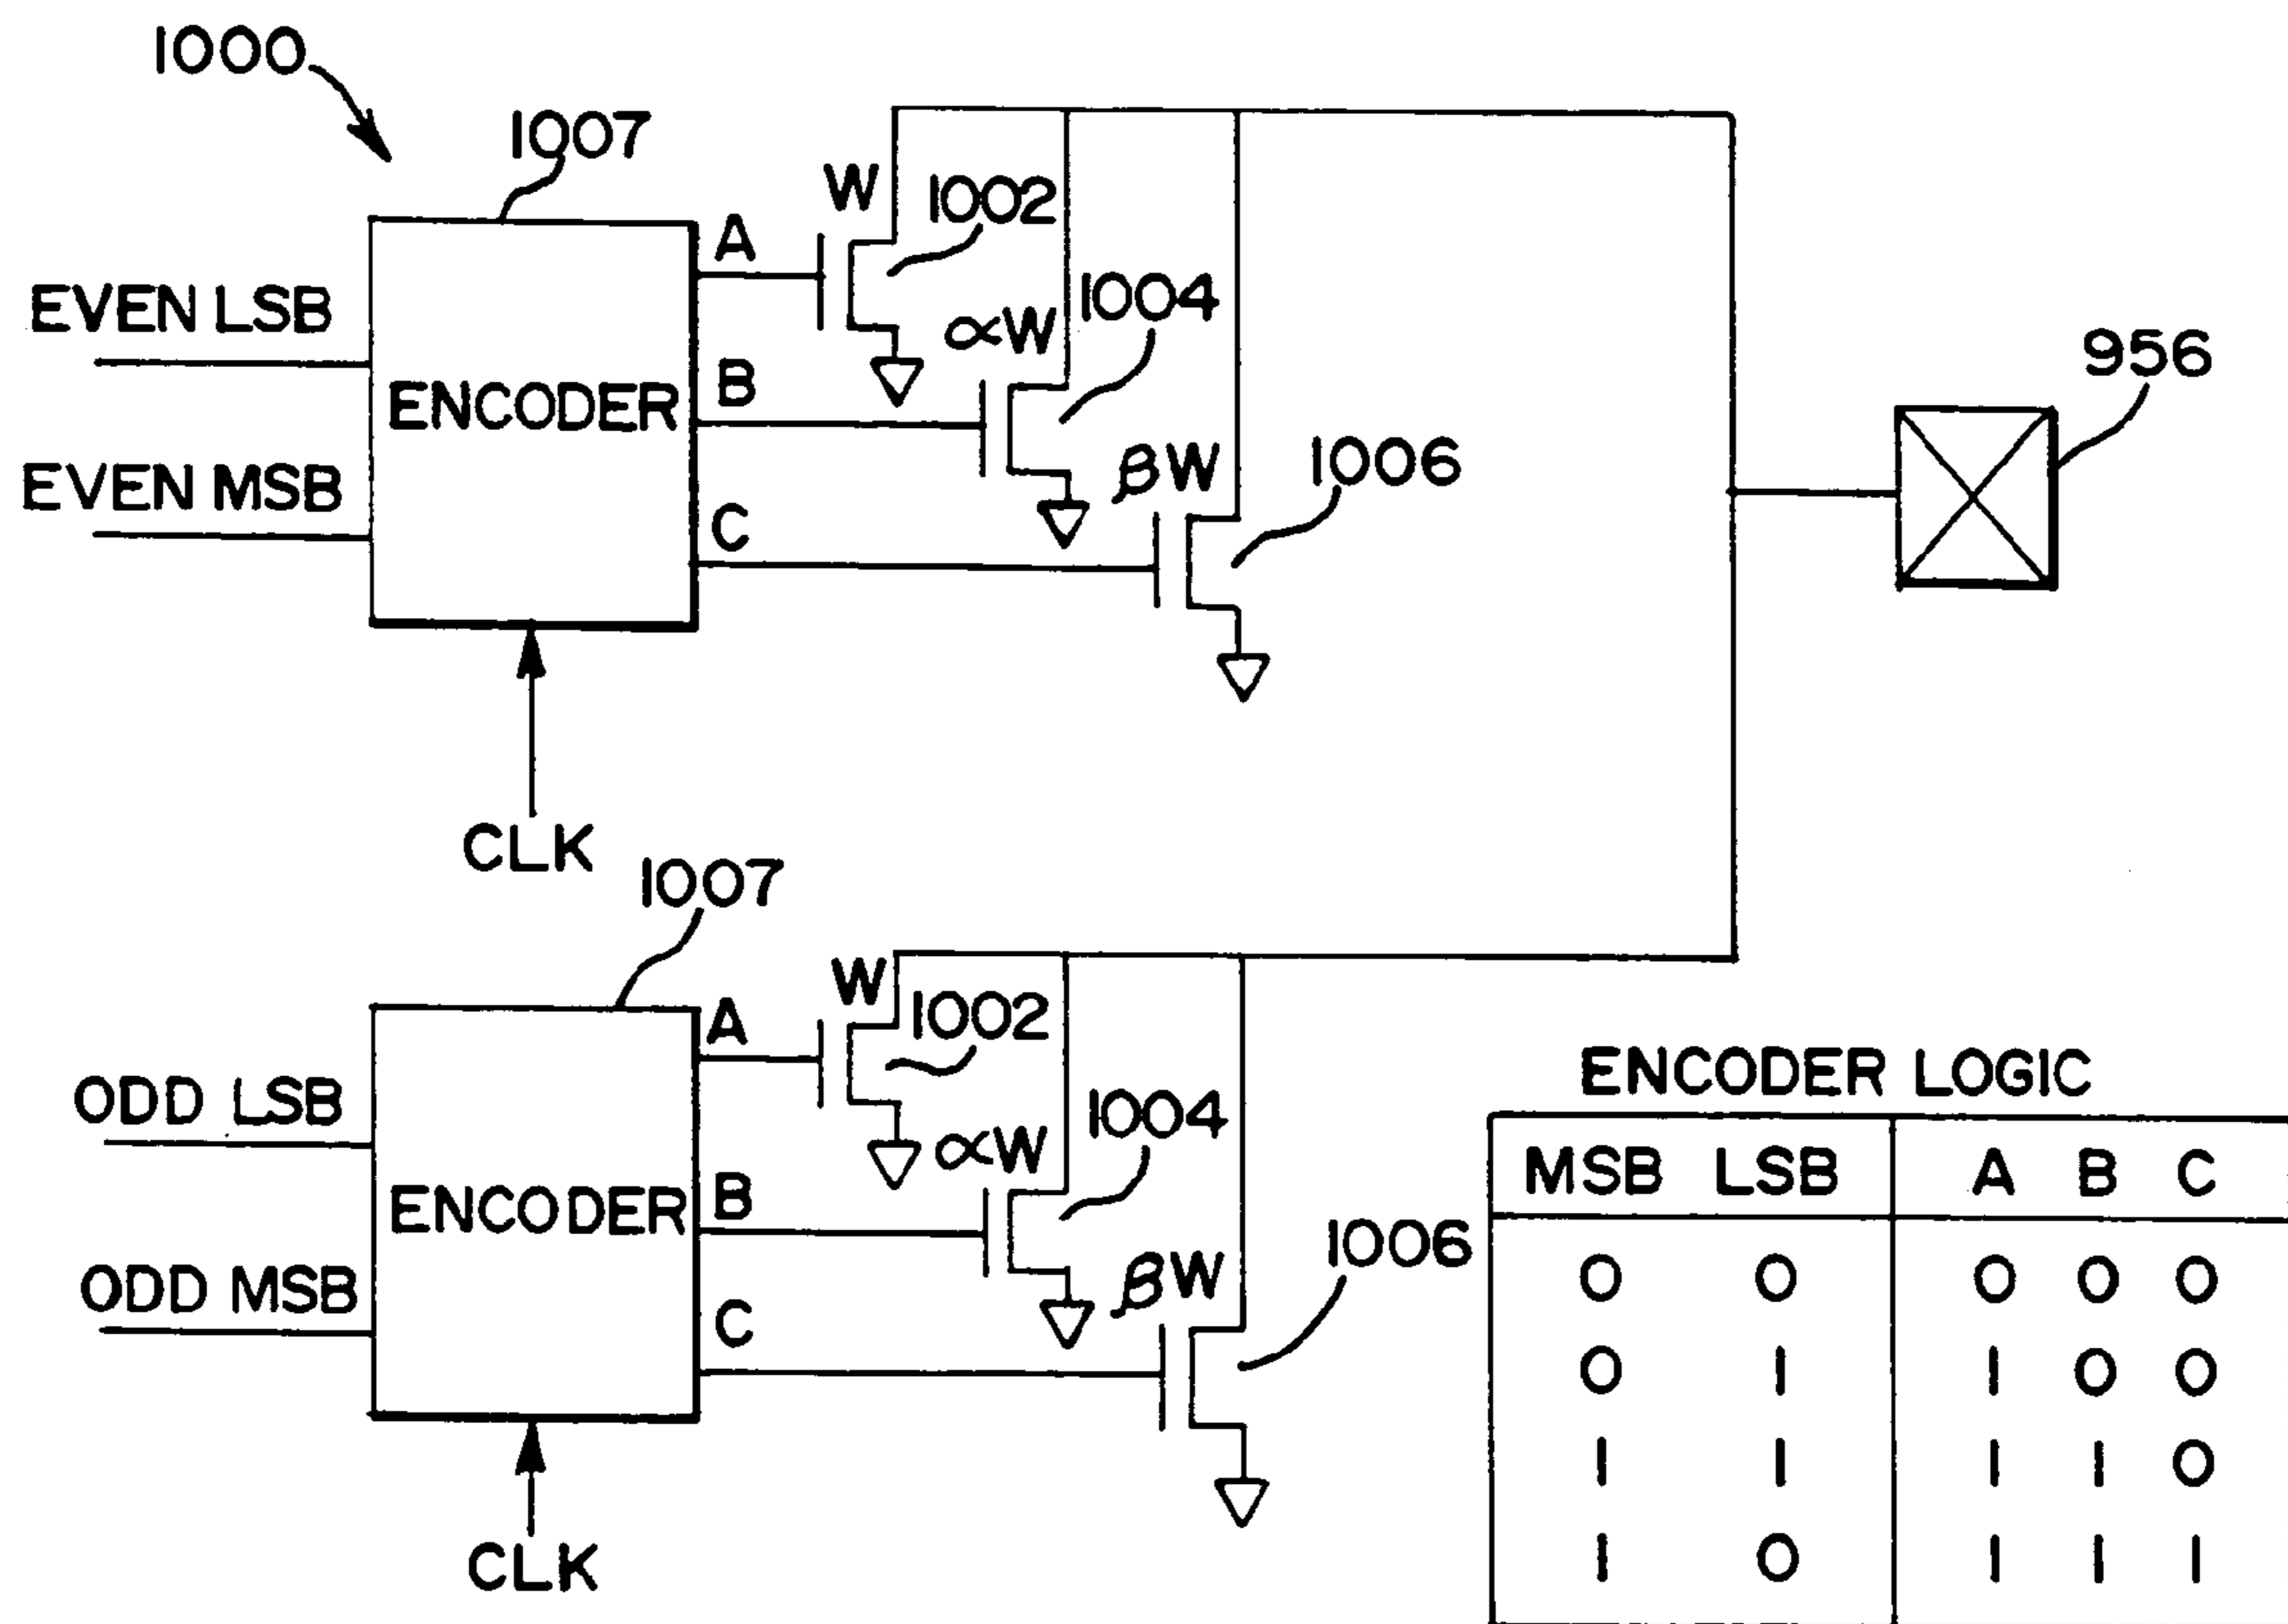 1000
1007
W
1002
A
EVEN LSB
αW
1004
B
ENCODER
EVEN MSB
βW
1006
C
956
CLK
1007
W
1002
A
ODD LSB
αW
1004
B
ENCODER
ODD MSB
βW
1006
C
CLK
ENCODER LOGIC
MSB LSB A B C
0 0 0 0 0
0 1 1 0 0
1 1 1 1 0
1 0 1 1 1